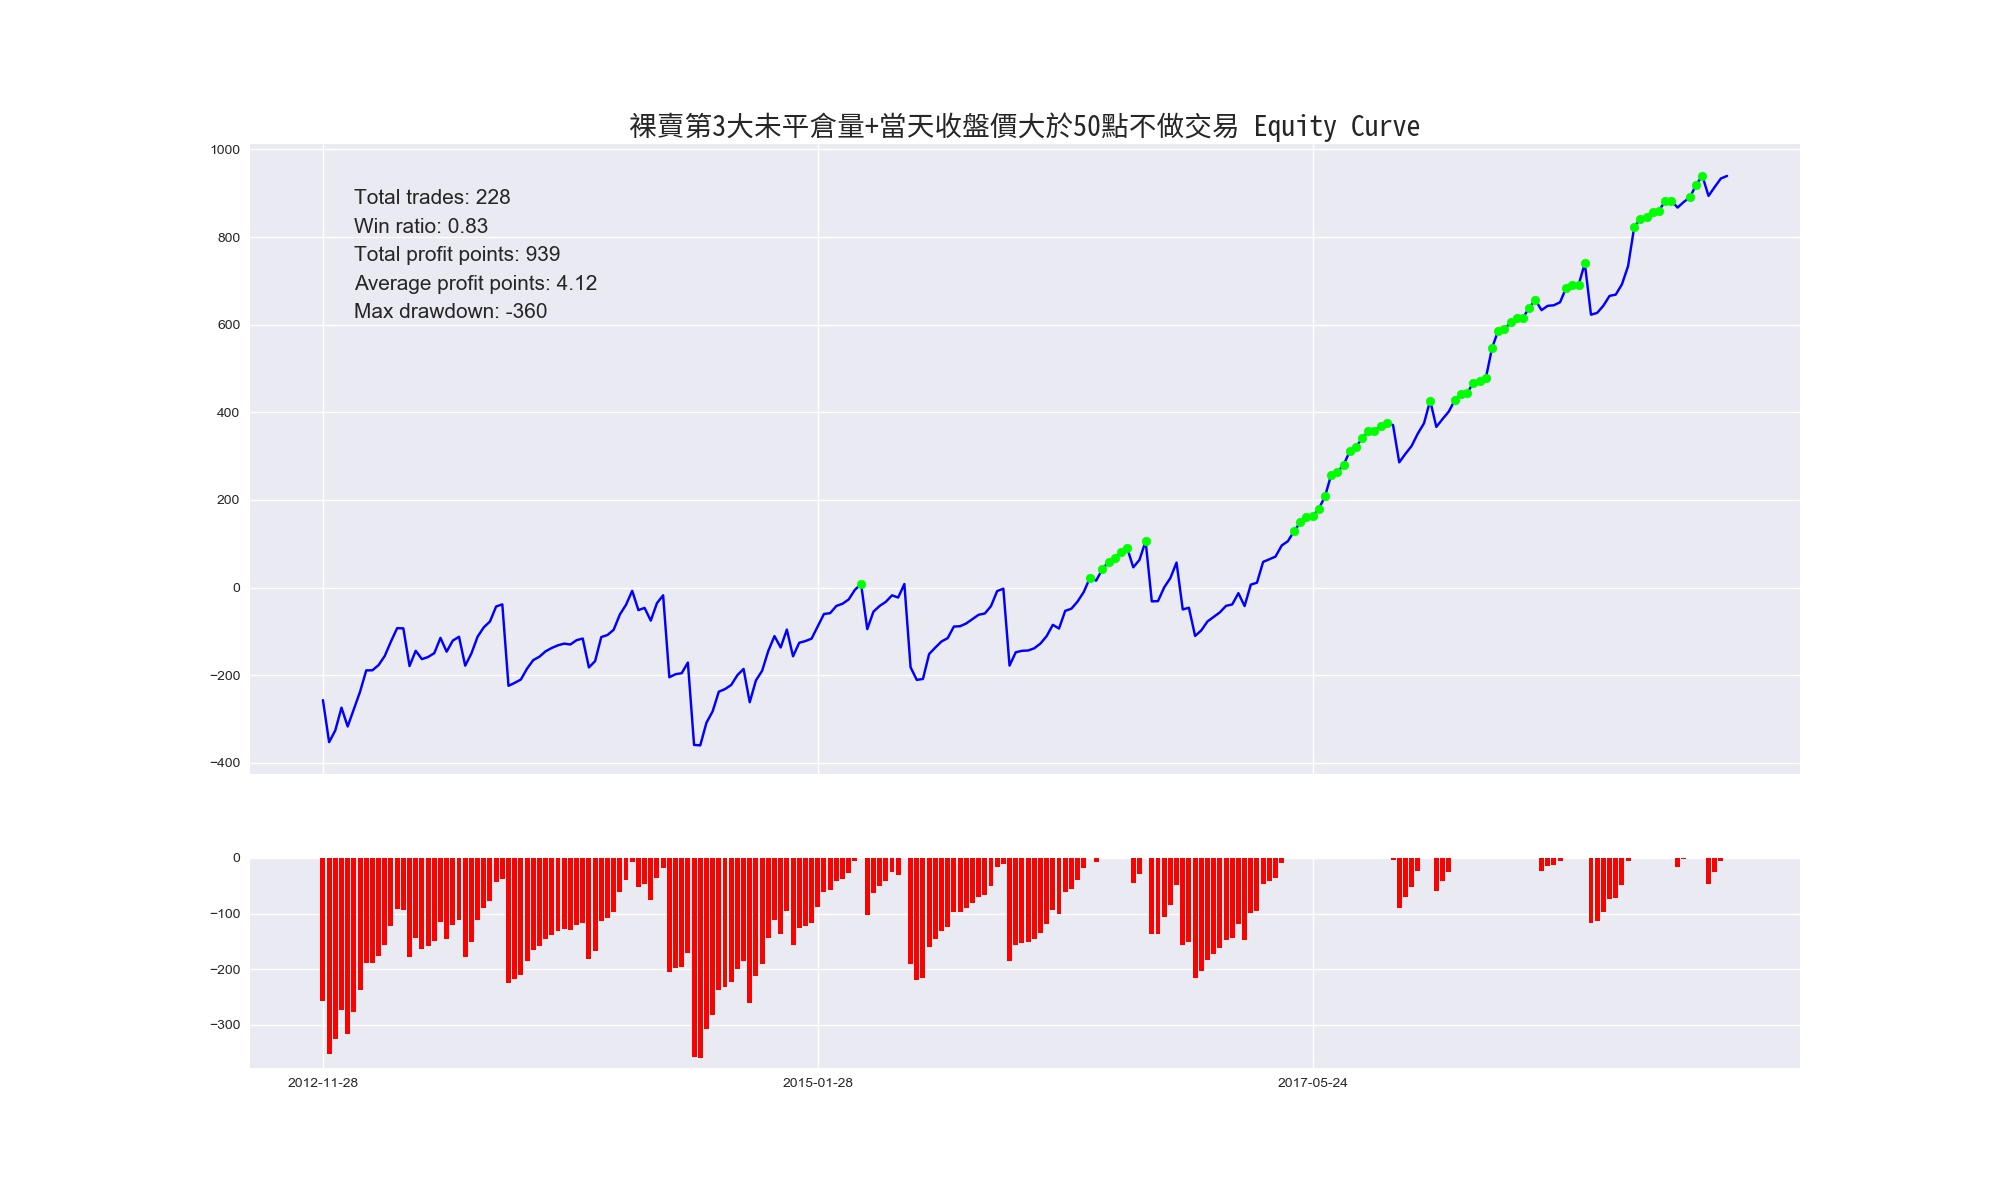 裸賣第3大未平倉量+當天收盤價大於50點不做交易 Equity Curve
1000
Total trades: 228
Win ratio: 0.83
800
Total profit points: 939
Average profit points: 4.12
Max drawdown: -360
600
400
200
0
−200
−400
0
−100
−200
−300
2012-11-28
2015-01-28
2017-05-24